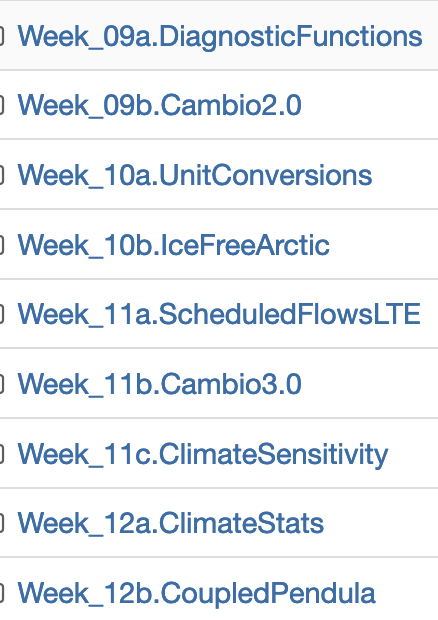 Week_09a.DiagnosticFunctions
Week_09b.Cambio2.0
Week_10a.UnitConversions
Week_10b.IceFreeArctic
Week_11a.ScheduledFlowsLTE
Week_11b.Cambio3.0
Week_11c.ClimateSensitivity
Week_12a.ClimateStats
Week_12b.CoupledPendula